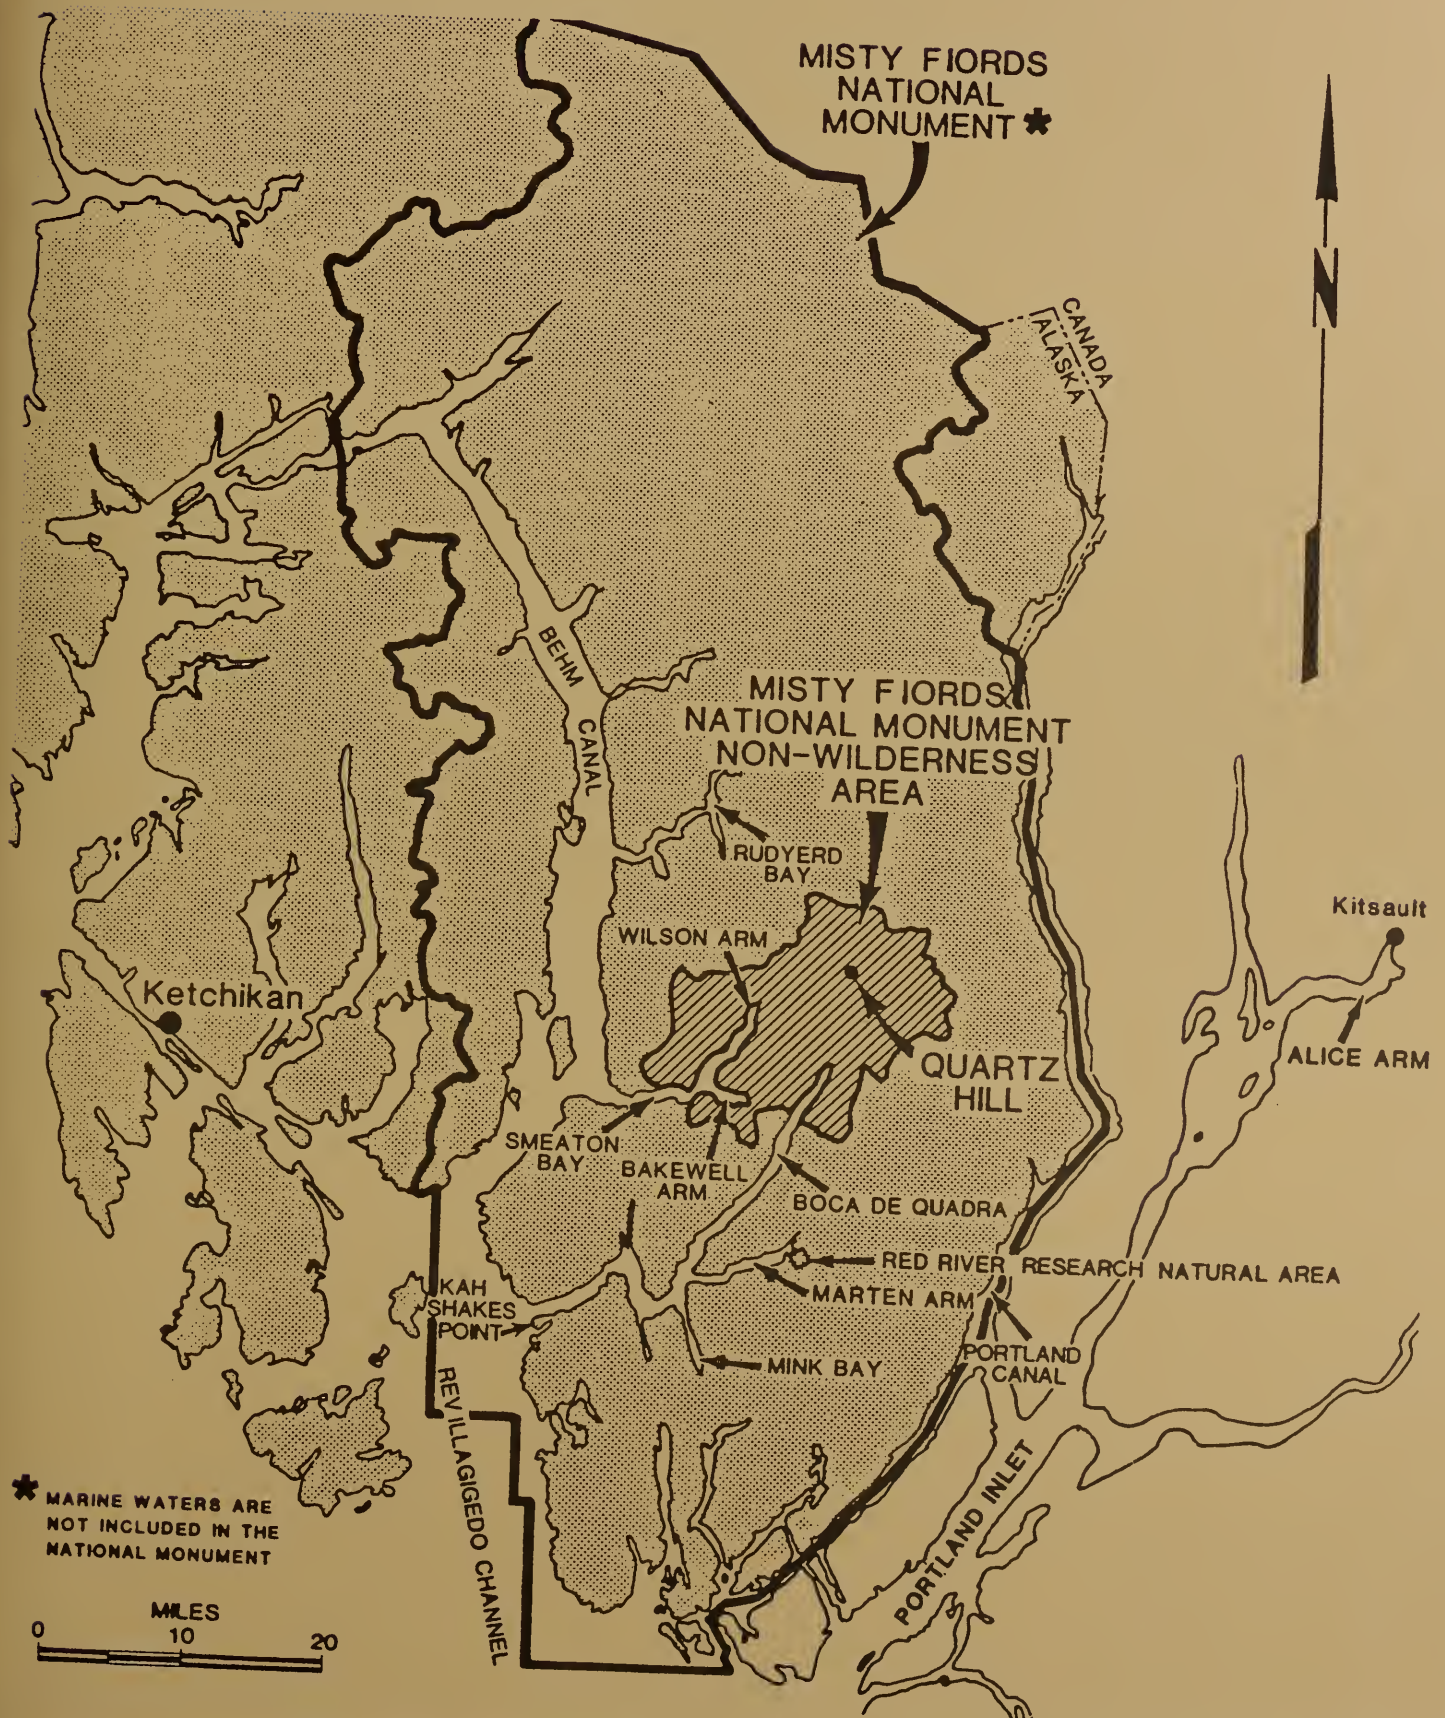 MISTY FIORDS
NATIONAL
MONUMENT *
N
CANADA
ALASKA
BEHM
CANAL
MISTY FIORDS
NATIONAL MONUMENT
NON-WILDERNESS
AREA
RUDYERD
BAY
WILSON ARM
Kitsault
Ketchikan
ALICE ARM
QUARTZ
HILL
SMEATON
BAY
BAKEWELL
ARM
BOCA DE QUADRA
RED RIVER RESEARCH NATURAL AREA
KAH
SHAKES
POINT
MARTEN ARM
PORTLAND
CANAL
MINK BAY
REVILLAGIGEDO CHANNEL
PORTLAND INLET
* MARINE WATERS ARE
NOT INCLUDED IN THE
NATIONAL MONUMENT
MILES
0 10 20